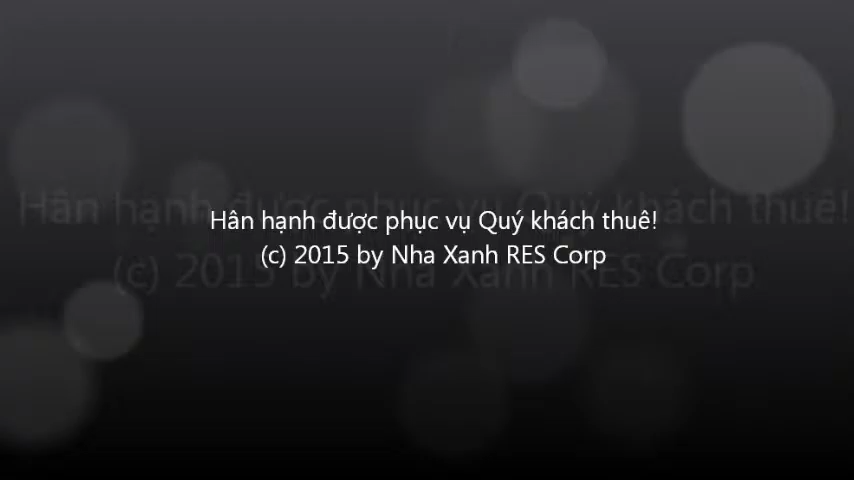 Hân hạnh được phục vụ Quý khách thuê!
(c) 2015 by Nha Xanh RES Corp